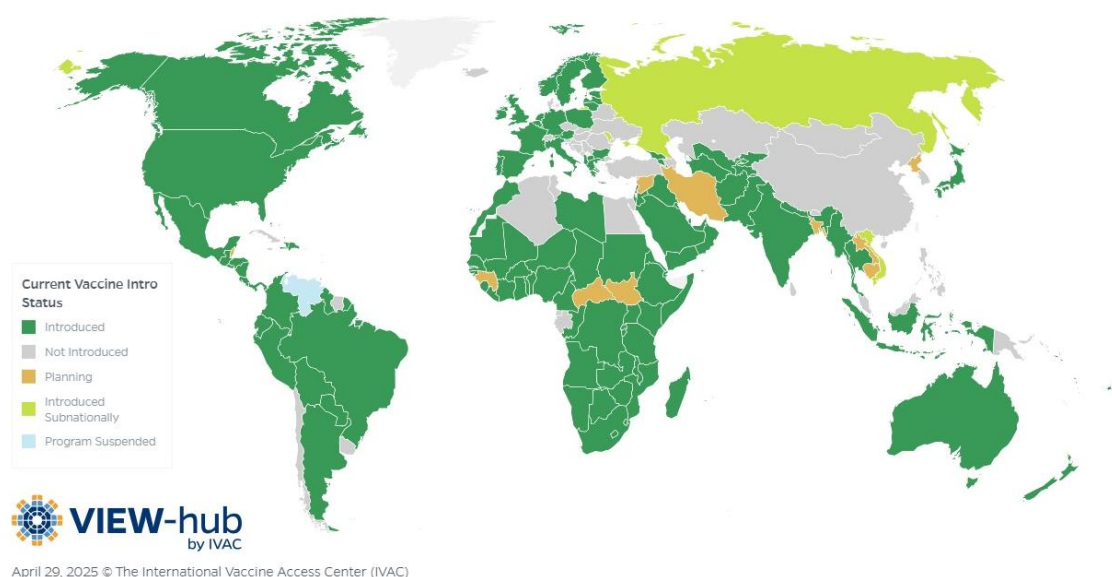 Current Vaccine Intro
Status
Introduced
Not Introduced
Planning
Introduced
Subnationally
Program Suspended
VIEW-hub
by IVAC
April 29, 2025 © The International Vaccine Access Center (IVAC)